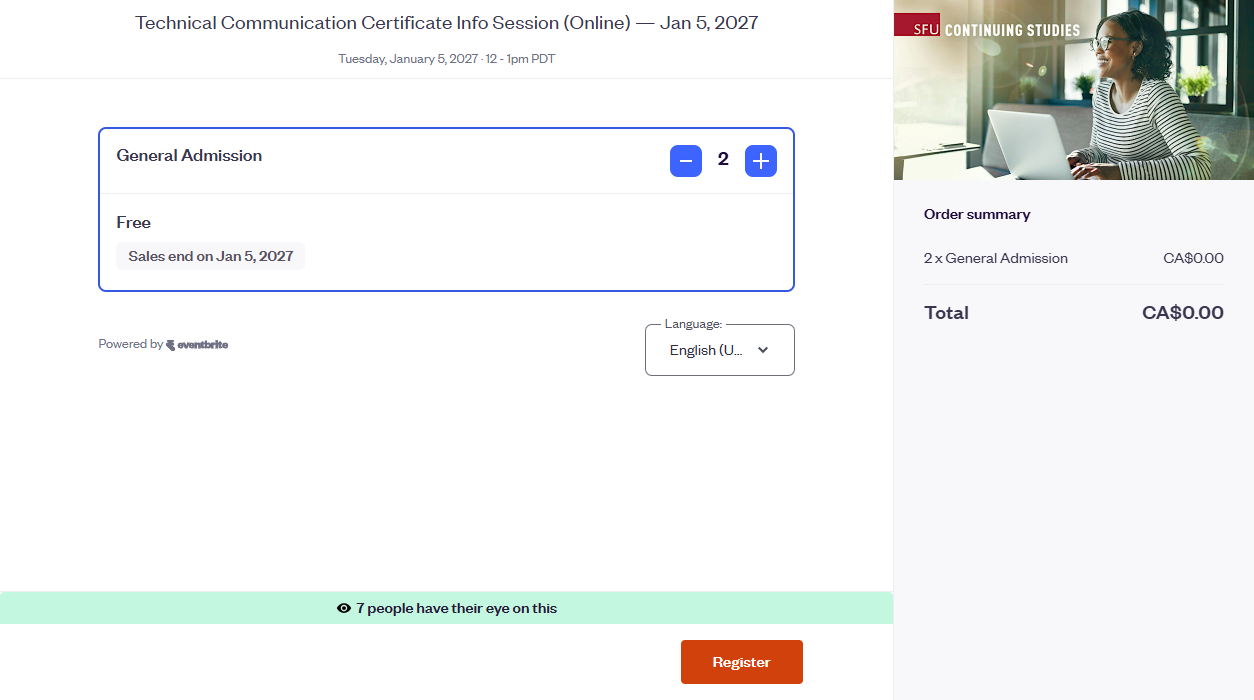 Technical Communication Certificate Info Session (Online) — Jan 5, 2027
Tuesday, January 5, 2027 · 12 - 1pm PDT
General Admission
2
Free
Sales end on Jan 5, 2027
Powered by eventbrite
Language:
English (U...
7 people have their eye on this
Register
SFU CONTINUING STUDIES
Order summary
2 x General Admission CA$0.00
Total CA$0.00